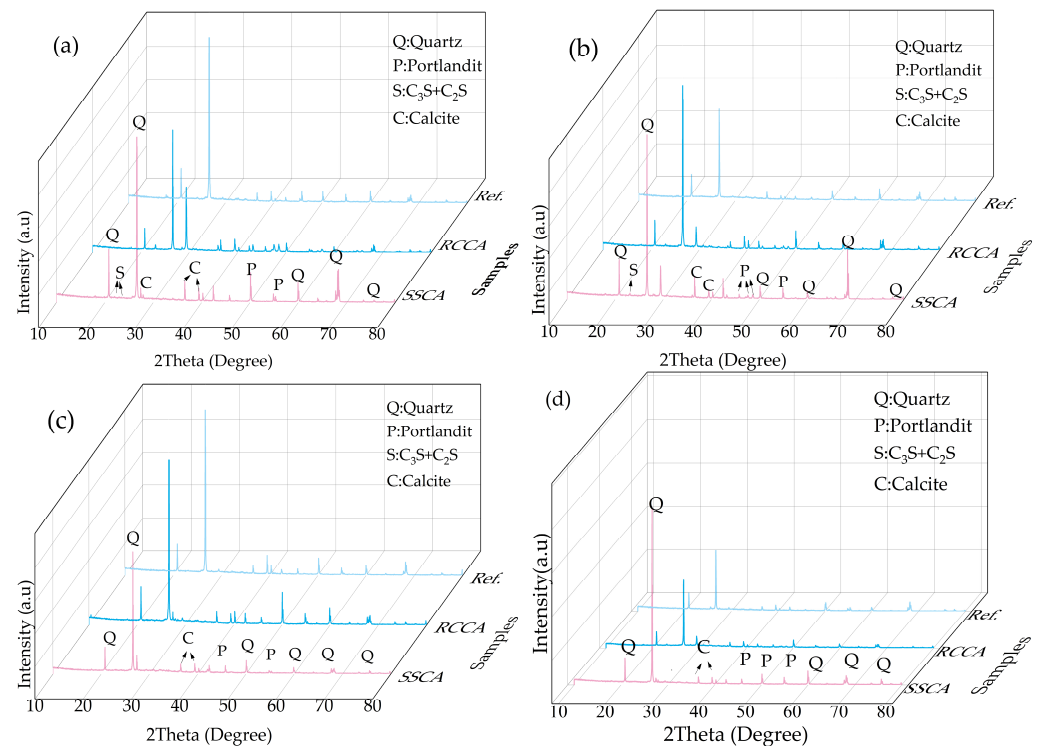 (a)
Q:Quartz
P:Portlandit
S:C₃S+C₂S
C:Calcite
Q
Q
S
C
C
P
P
Q
Q
Q
Ref.
RCCA
SSCA
Samples
Intensity (a.u)
10 20 30 40 50 60 70 80
2Theta (Degree)
(b)
Q:Quartz
P:Portlandit
S:C₃S+C₂S
C:Calcite
Q
Q
S
C
C
P
Q
P
Q
Q
Q
Ref.
RCCA
SSCA
Samples
Intensity (a.u)
10 20 30 40 50 60 70 80
2Theta (Degree)
(c)
Q:Quartz
P:Portlandit
S:C₃S+C₂S
C:Calcite
Q
Q
C
P
Q
P
Q
Q
Q
Ref.
RCCA
SSCA
Samples
Intensity (a.u)
10 20 30 40 50 60 70 80
2Theta (Degree)
(d)
Q:Quartz
P:Portlandit
S:C₃S+C₂S
C:Calcite
Q
Q
C
P
P
P
Q
Q
Q
Ref.
RCCA
SSCA
Samples
Intensity(a.u)
10 20 30 40 50 60 70 80
2Theta (Degree)